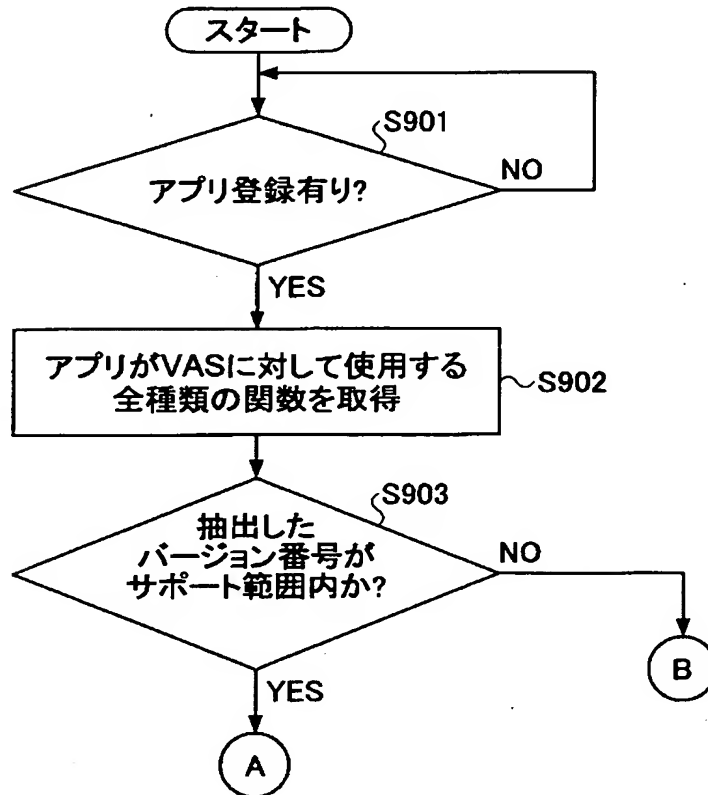 スタート
S901
アプリ登録有り?
NO
YES
アプリがVASに対して使用する
全種類の関数を取得
S902
S903
抽出した
バージョン番号が
サポート範囲内か?
NO
B
YES
A